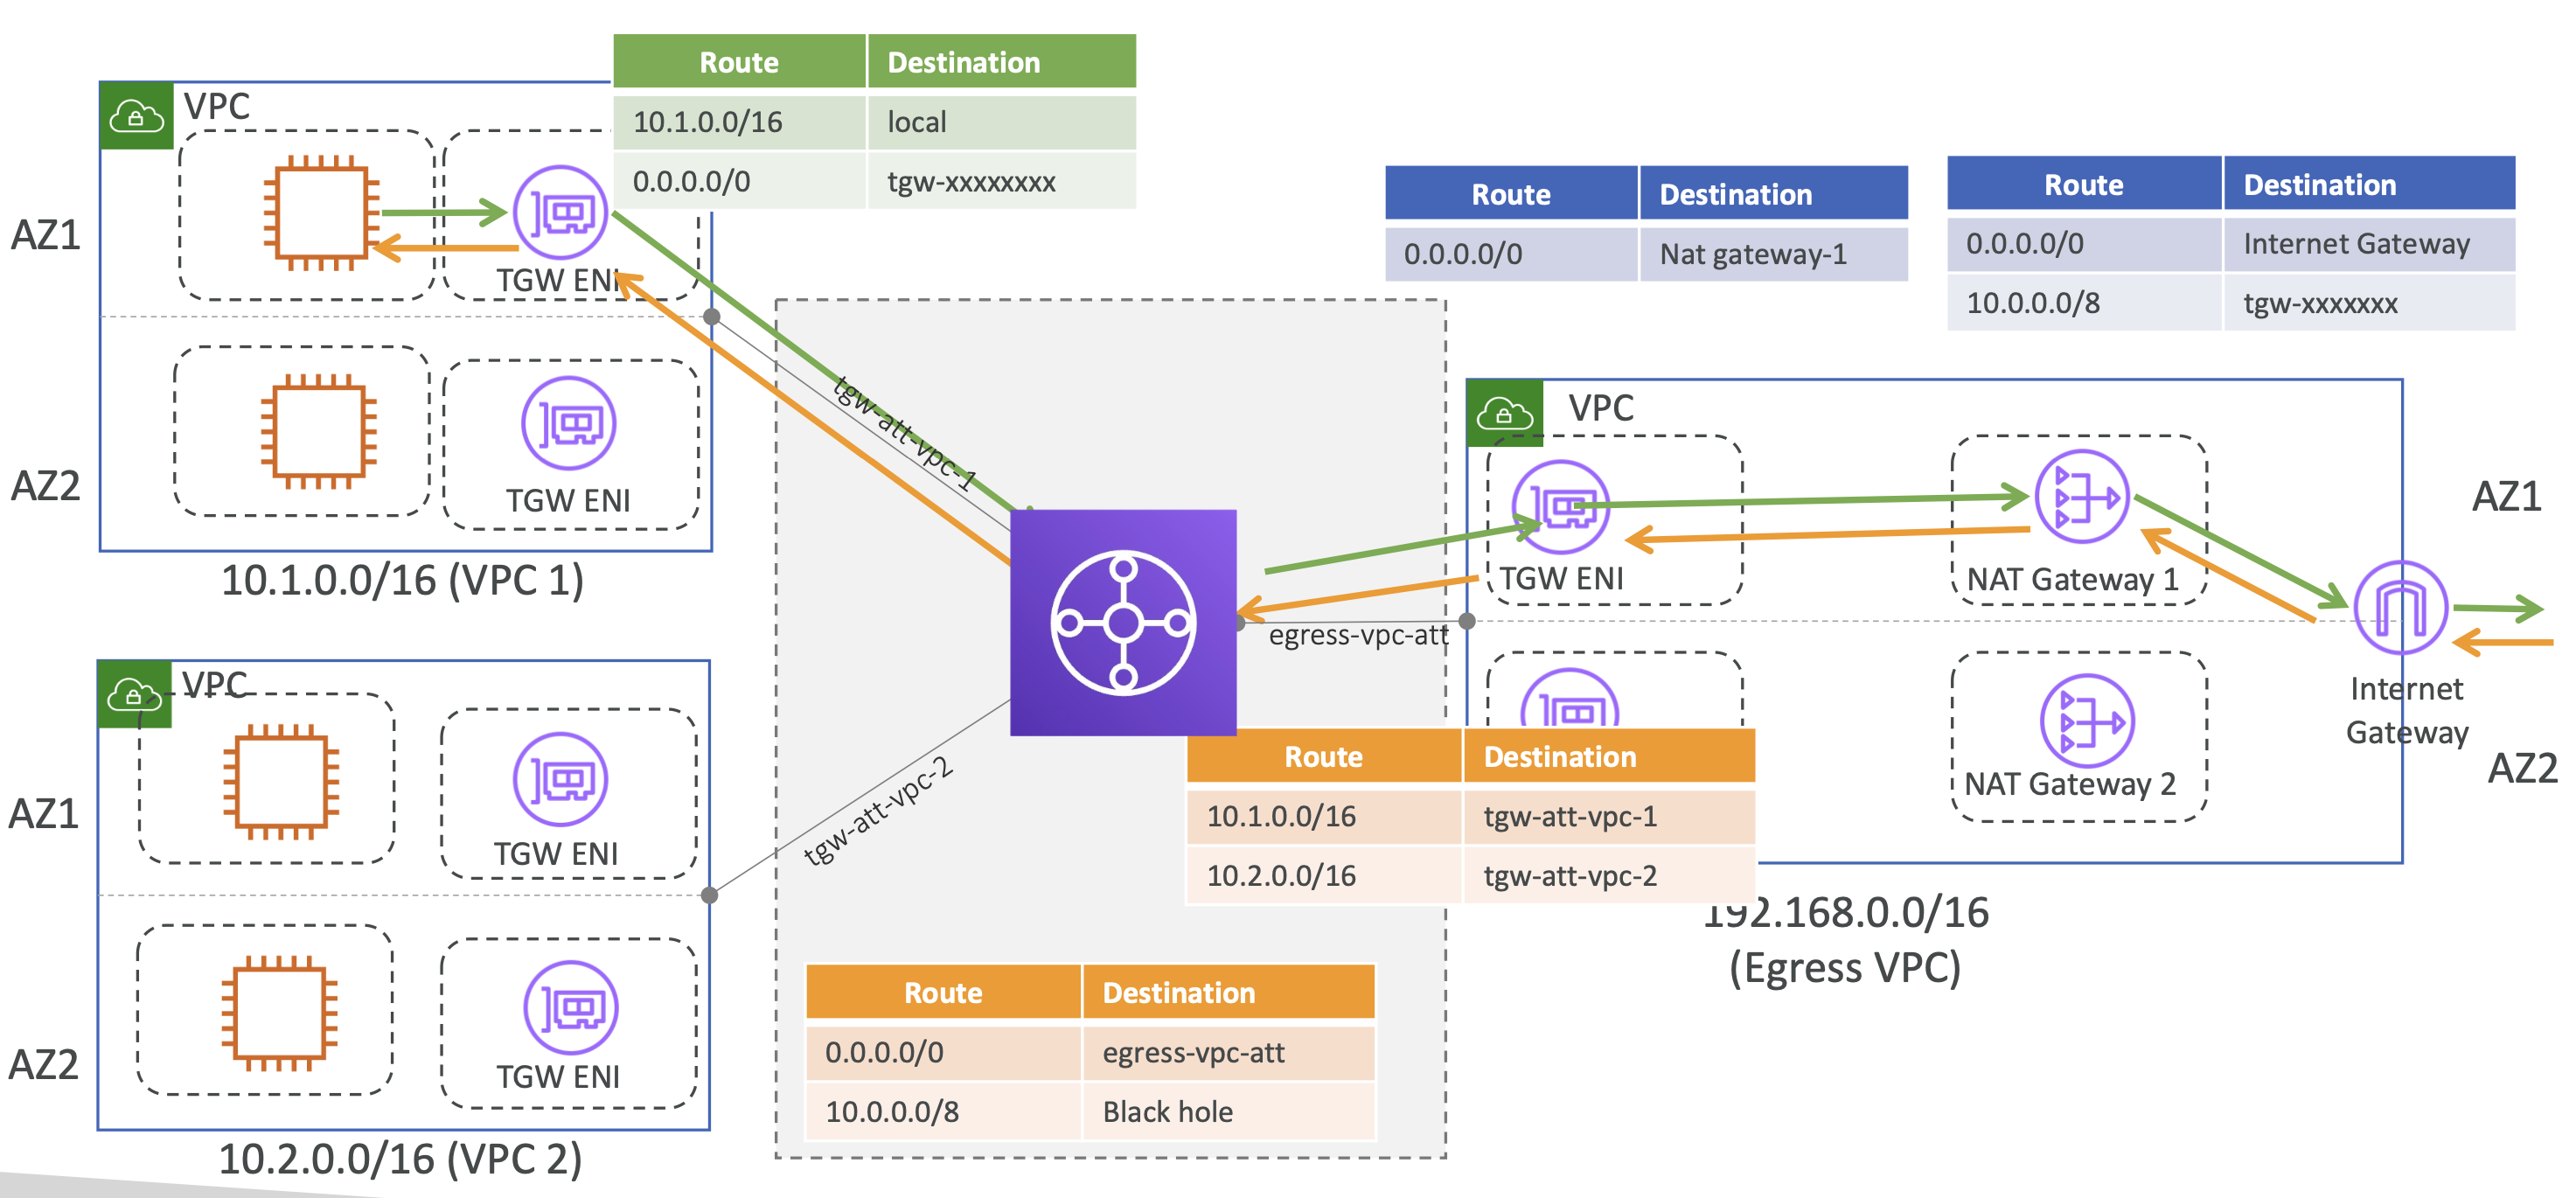 Route Destination
10.1.0.0/16 local
0.0.0.0/0 tgw-xxxxxxxx
VPC
AZ1
TGW ENI
AZ2
TGW ENI
10.1.0.0/16 (VPC 1)
VPC
AZ1
TGW ENI
AZ2
TGW ENI
10.2.0.0/16 (VPC 2)
tgw-att-vpc-1
tgw-att-vpc-2
egress-vpc-att
Route Destination
0.0.0.0/0 Nat gateway-1
Route Destination
0.0.0.0/0 Internet Gateway
10.0.0.0/8 tgw-xxxxxxx
VPC
TGW ENI
NAT Gateway 1
AZ1
Internet
Gateway
NAT Gateway 2
AZ2
Route Destination
10.1.0.0/16 tgw-att-vpc-1
10.2.0.0/16 tgw-att-vpc-2
192.168.0.0/16
(Egress VPC)
Route Destination
0.0.0.0/0 egress-vpc-att
10.0.0.0/8 Black hole